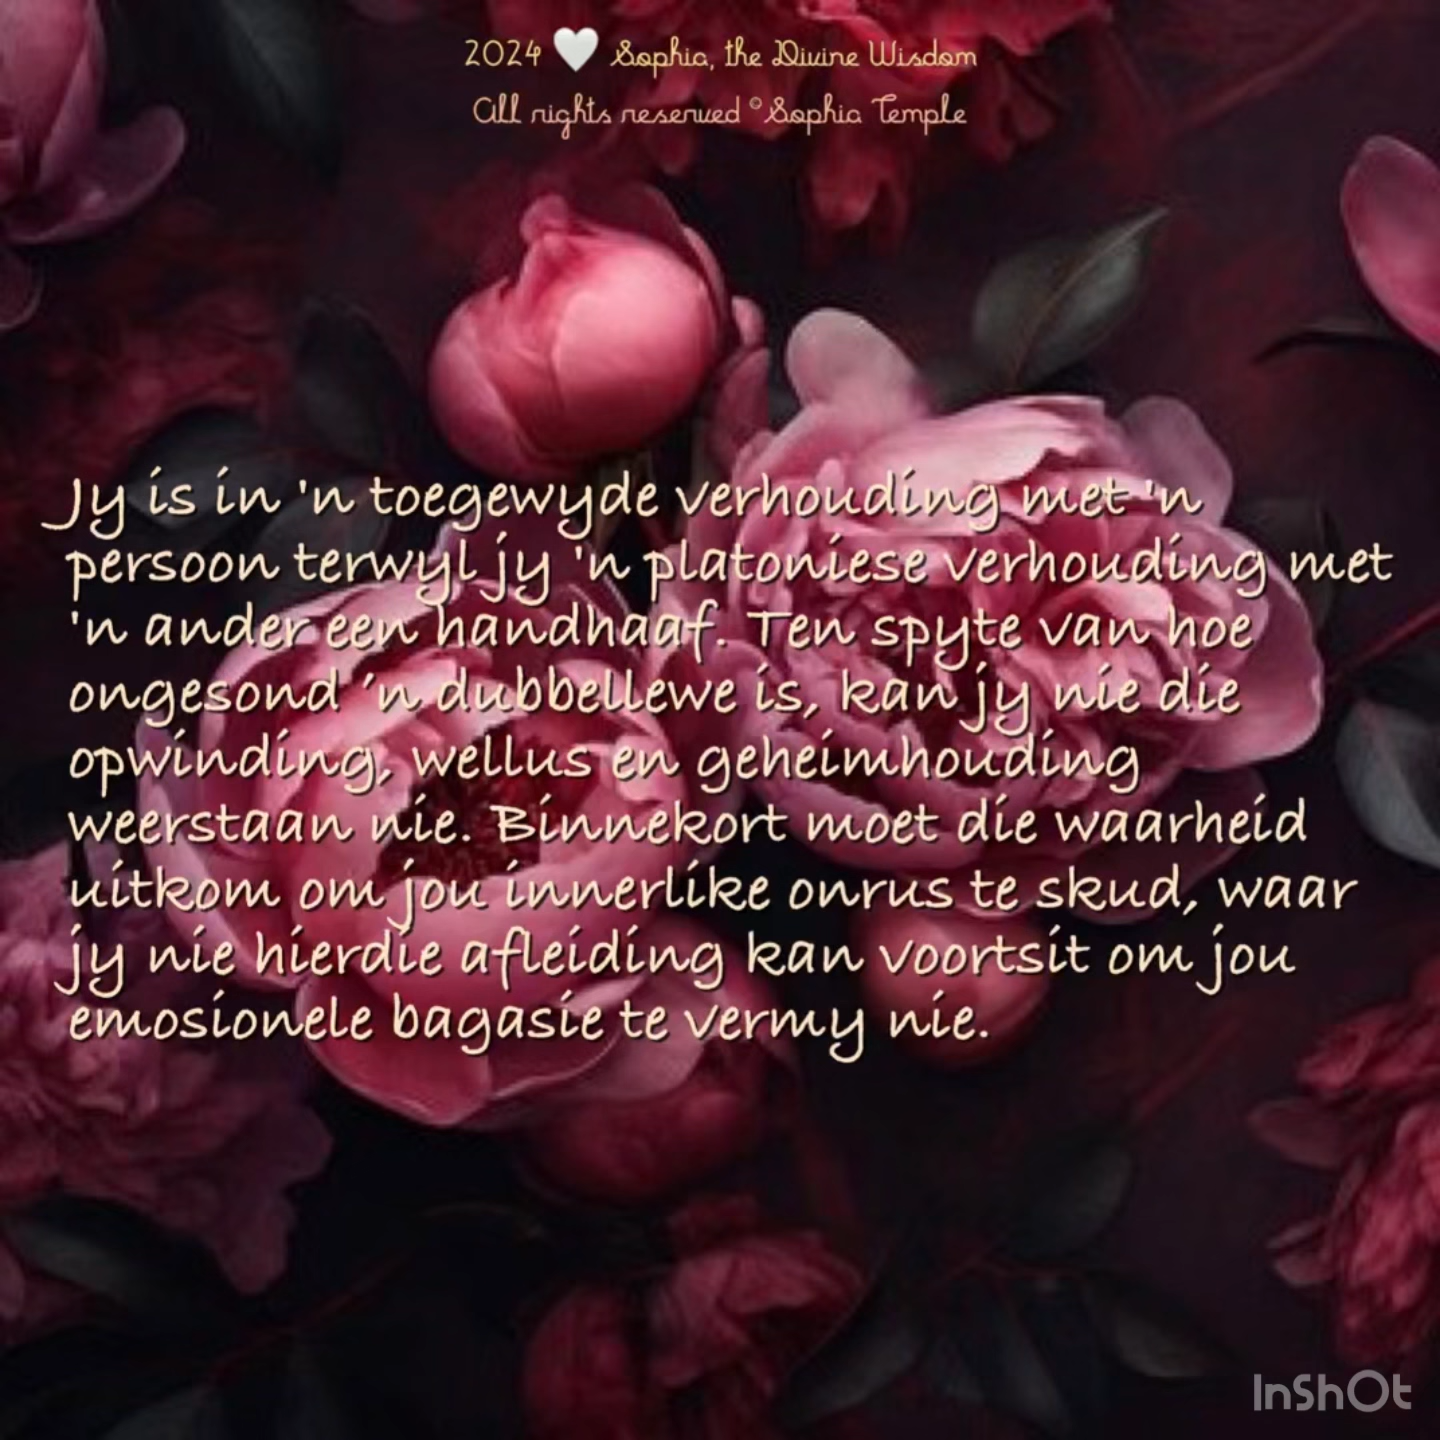 2024 🤍 Sophia, the Divine Wisdom
All rights reserved © Sophia Temple
Jy is in 'n toegewyde verhouding met 'n
persoon terwyl jy 'n platoniese verhouding met
'n ander een handhaaf. Ten spyte van hoe
ongesond 'n dubbellewe is, kan jy nie die
opwinding, wellus en geheimhouding
weerstaan nie. Binnekort moet die waarheid
uitkom om jou innerlike onrus te skud, waar
jy nie hierdie afleiding kan voortsit om jou
emosionele bagasie te vermy nie.
InShOt